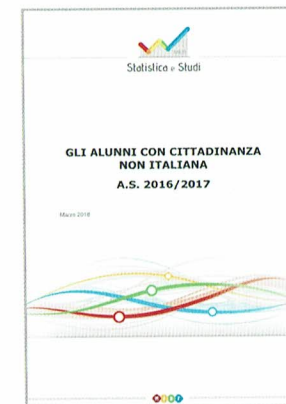 Statistica e Studi
GLI ALUNNI CON CITTADINANZA
NON ITALIANA
A.S. 2016/2017
Marzo 2018